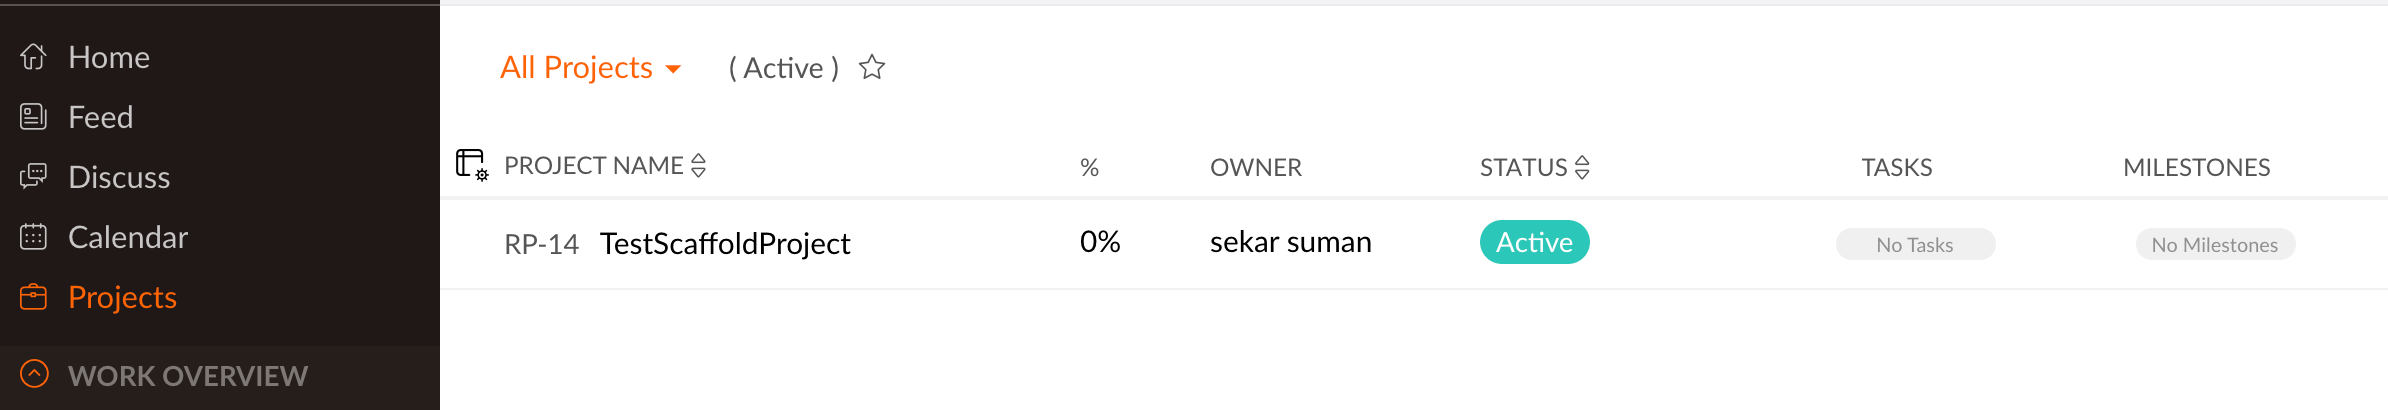 Home
Feed
Discuss
Calendar
Projects
WORK OVERVIEW
All Projects ( Active )
PROJECT NAME % OWNER STATUS TASKS MILESTONES
RP-14 TestScaffoldProject 0% sekar suman Active No Tasks No Milestones